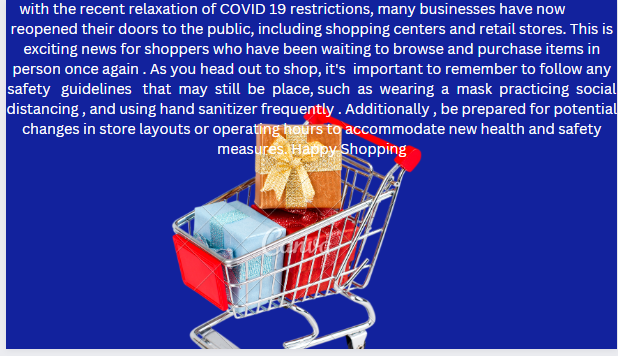 with the recent relaxation of COVID 19 restrictions, many businesses have now
reopened their doors to the public, including shopping centers and retail stores. This is
exciting news for shoppers who have been waiting to browse and purchase items in
person once again . As you head out to shop, it's  important to remember to follow any
safety guidelines that may still be place, such as wearing a mask practicing social
distancing , and using hand sanitizer frequently . Additionally , be prepared for potential
changes in store layouts or operating hours to accommodate new health and safety
measures. Happy Shopping
Canva